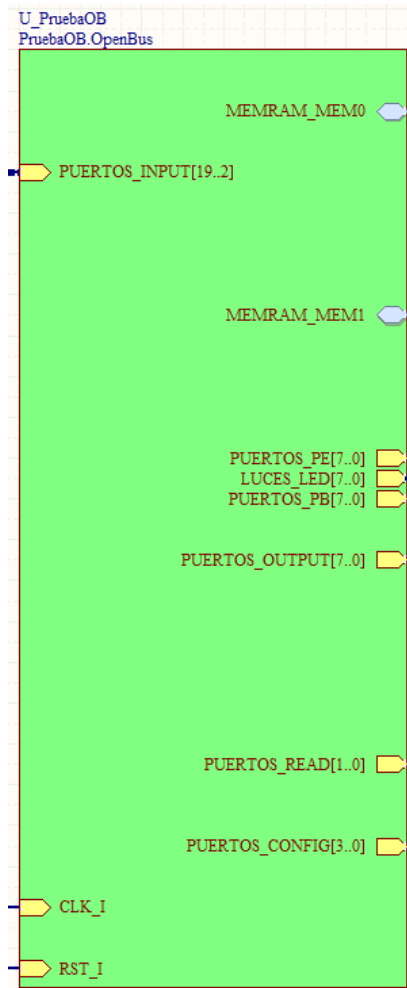 U_PruebaOB
PruebaOB.OpenBus
MEMRAM_MEM0
PUERTOS_INPUT[19..2]
MEMRAM_MEM1
PUERTOS_PE[7..0]
LUCES_LED[7..0]
PUERTOS_PB[7..0]
PUERTOS_OUTPUT[7..0]
PUERTOS_READ[1..0]
PUERTOS_CONFIG[3..0]
CLK_I
RST_I